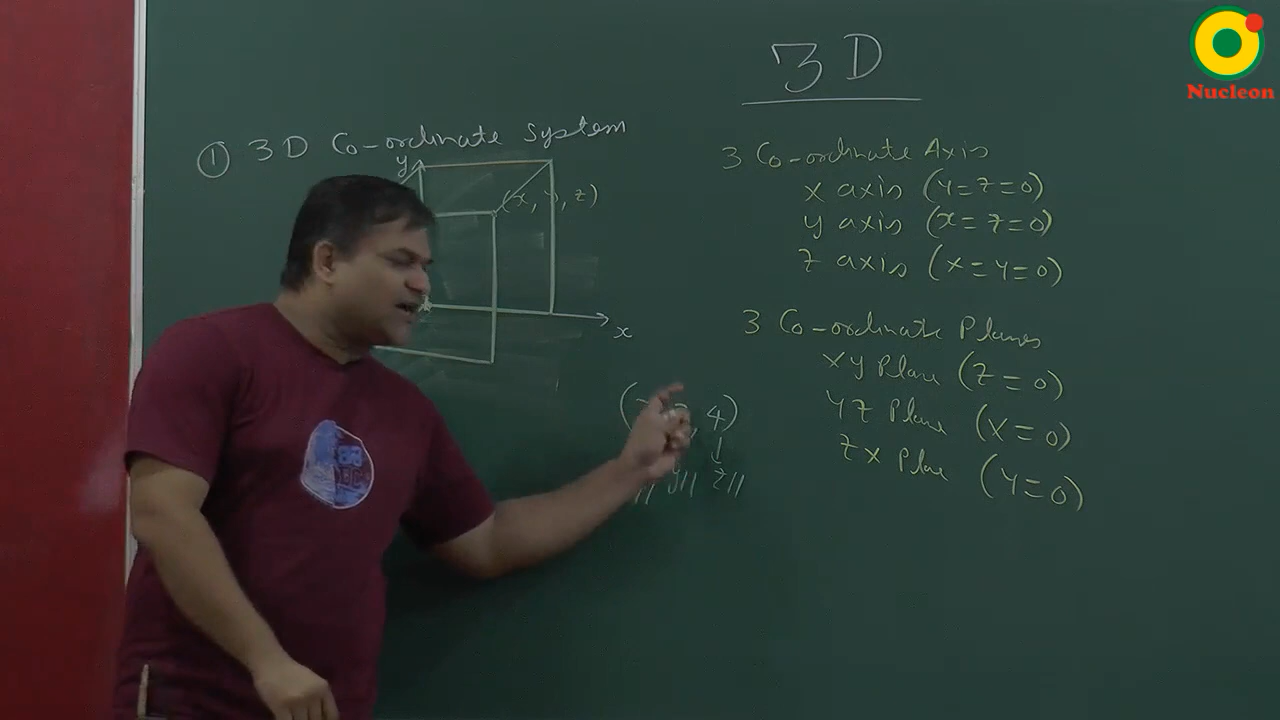 3D
Nucleon
① 3D Co-ordinate System
y
(x, y, z)
x
3 Co-ordinate Axis
x axis (y=z=0)
y axis (x=z=0)
z axis (x=y=0)
3 Co-ordinate Planes
xy Plane (z=0)
yz Plane (x=0)
zx Plane (y=0)
, 4)
y// z//